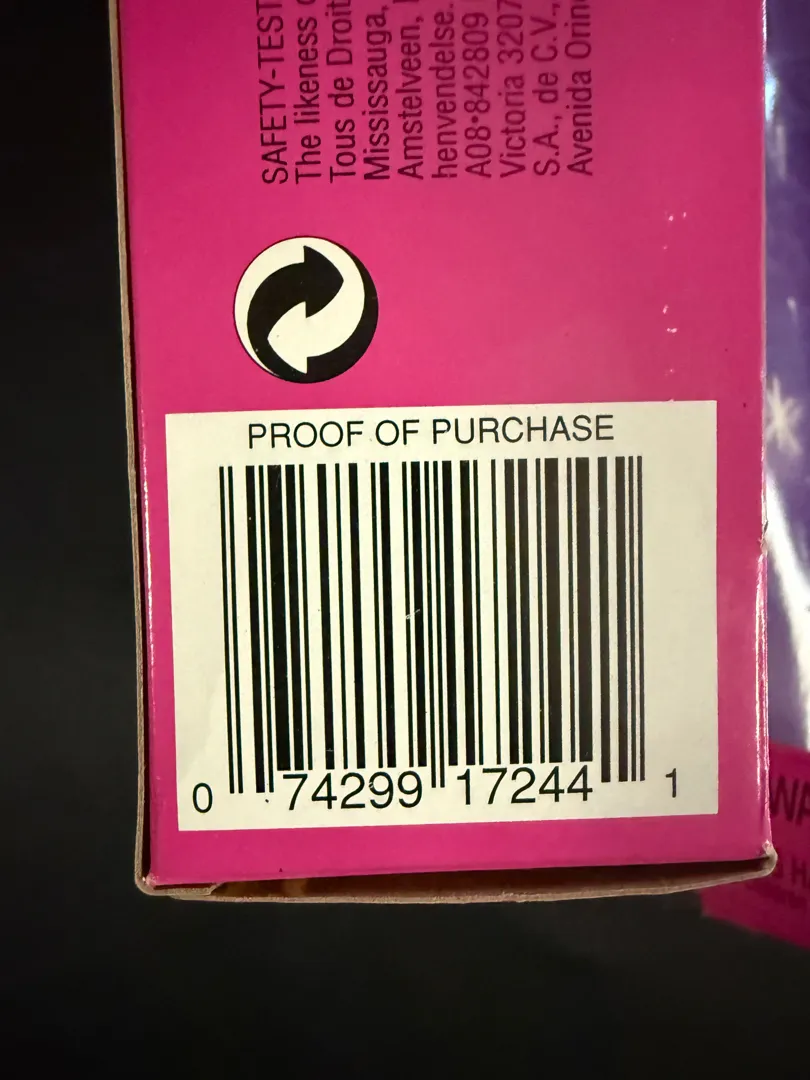 SAFETY-TEST
The likeness
Tous de Droit
Mississauga,
Amstelveen,
henvendelse.
A08-842809
Victoria 3207
S.A., de C.V.,
Avenida
PROOF OF PURCHASE
0 74299 17244 1